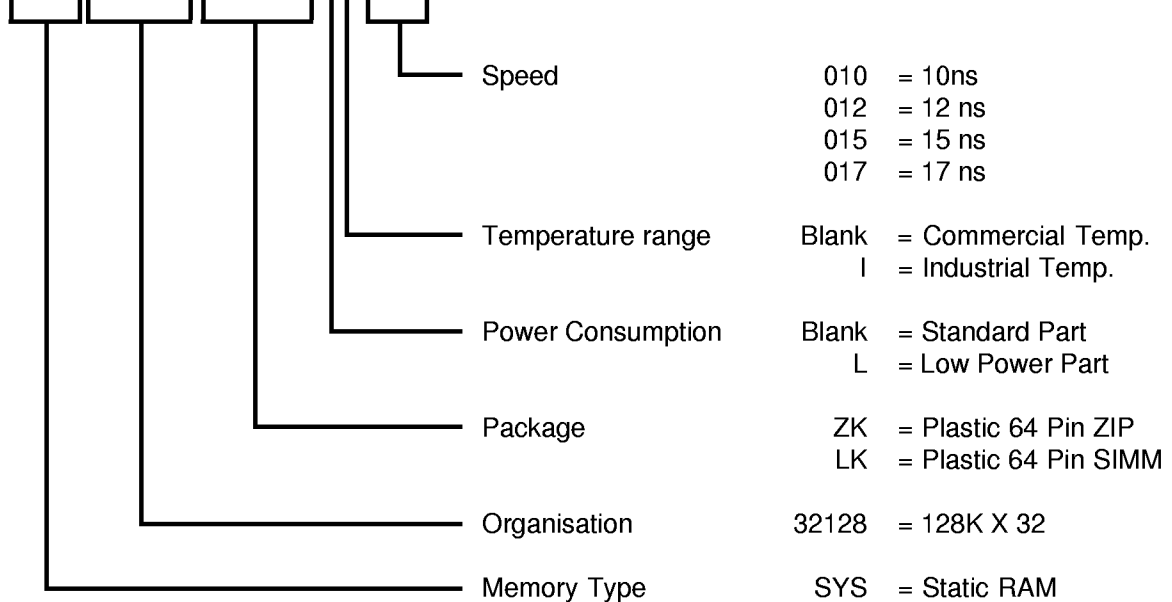 Speed 010 = 10ns
012 = 12 ns
015 = 15 ns
017 = 17 ns
Temperature range Blank = Commercial Temp.
I = Industrial Temp.
Power Consumption Blank = Standard Part
L = Low Power Part
Package ZK = Plastic 64 Pin ZIP
LK = Plastic 64 Pin SIMM
Organisation 32128 = 128K X 32
Memory Type SYS = Static RAM